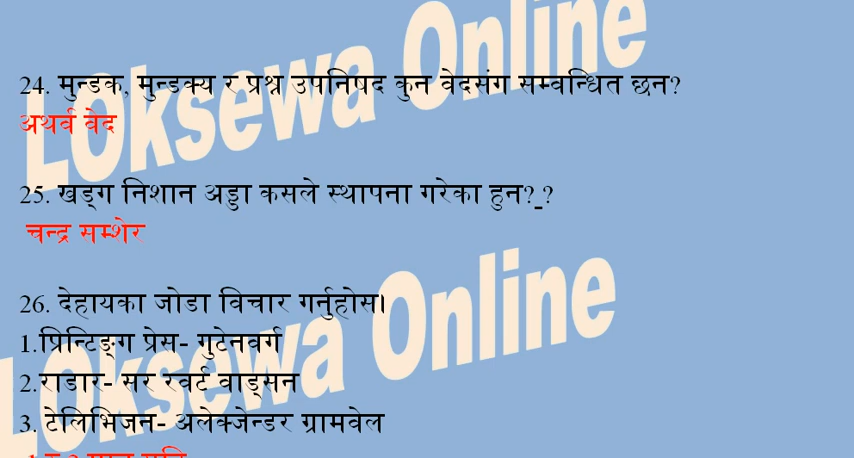 Loksewa Online
24. मुन्डक, मुन्डक्य र प्रश्न उपनिषद कुन वेदसंग सम्वन्धित छन?
अथर्व वेद
25. खड्ग निशान अड्डा कसले स्थापना गरेका हुन?_?
चन्द्र सम्शेर
26. देहायका जोडा विचार गर्नुहोस।
Loksewa Online
1.प्रिन्टिङ्ग प्रेस- गुटेनवर्ग
2.राडार- सर रवर्ट वाड्सन
3. टेलिभिजन- अलेक्जेन्डर ग्रामवेल